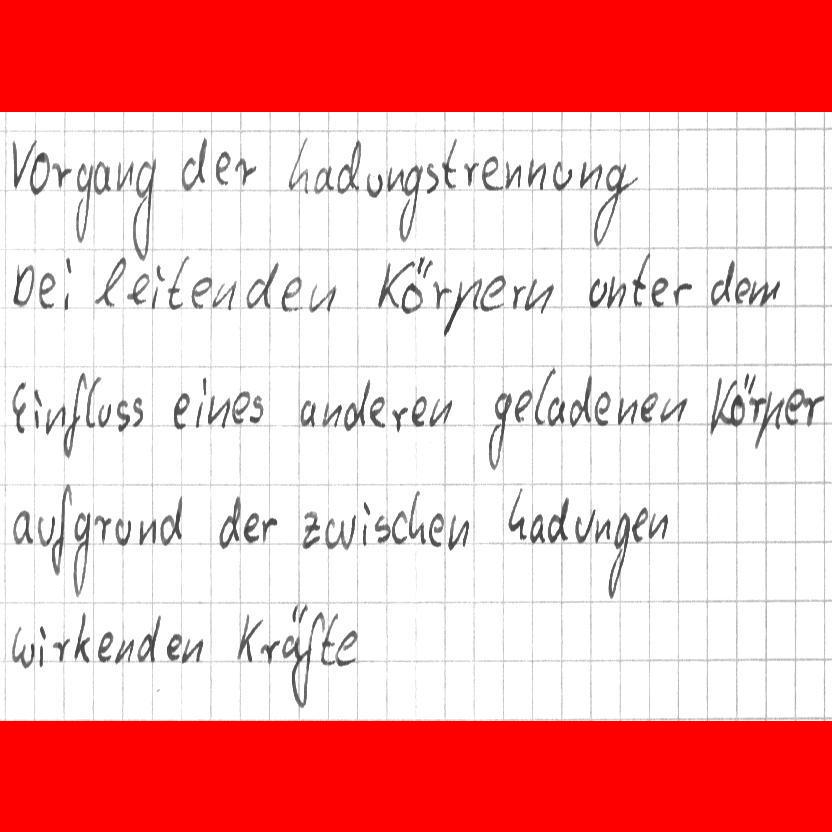 Vorgang der Ladungstrennung
bei leitenden Körpern unter dem
Einfluss eines anderen geladenen Körper
aufgrund der zwischen Ladungen
wirkenden Kräfte